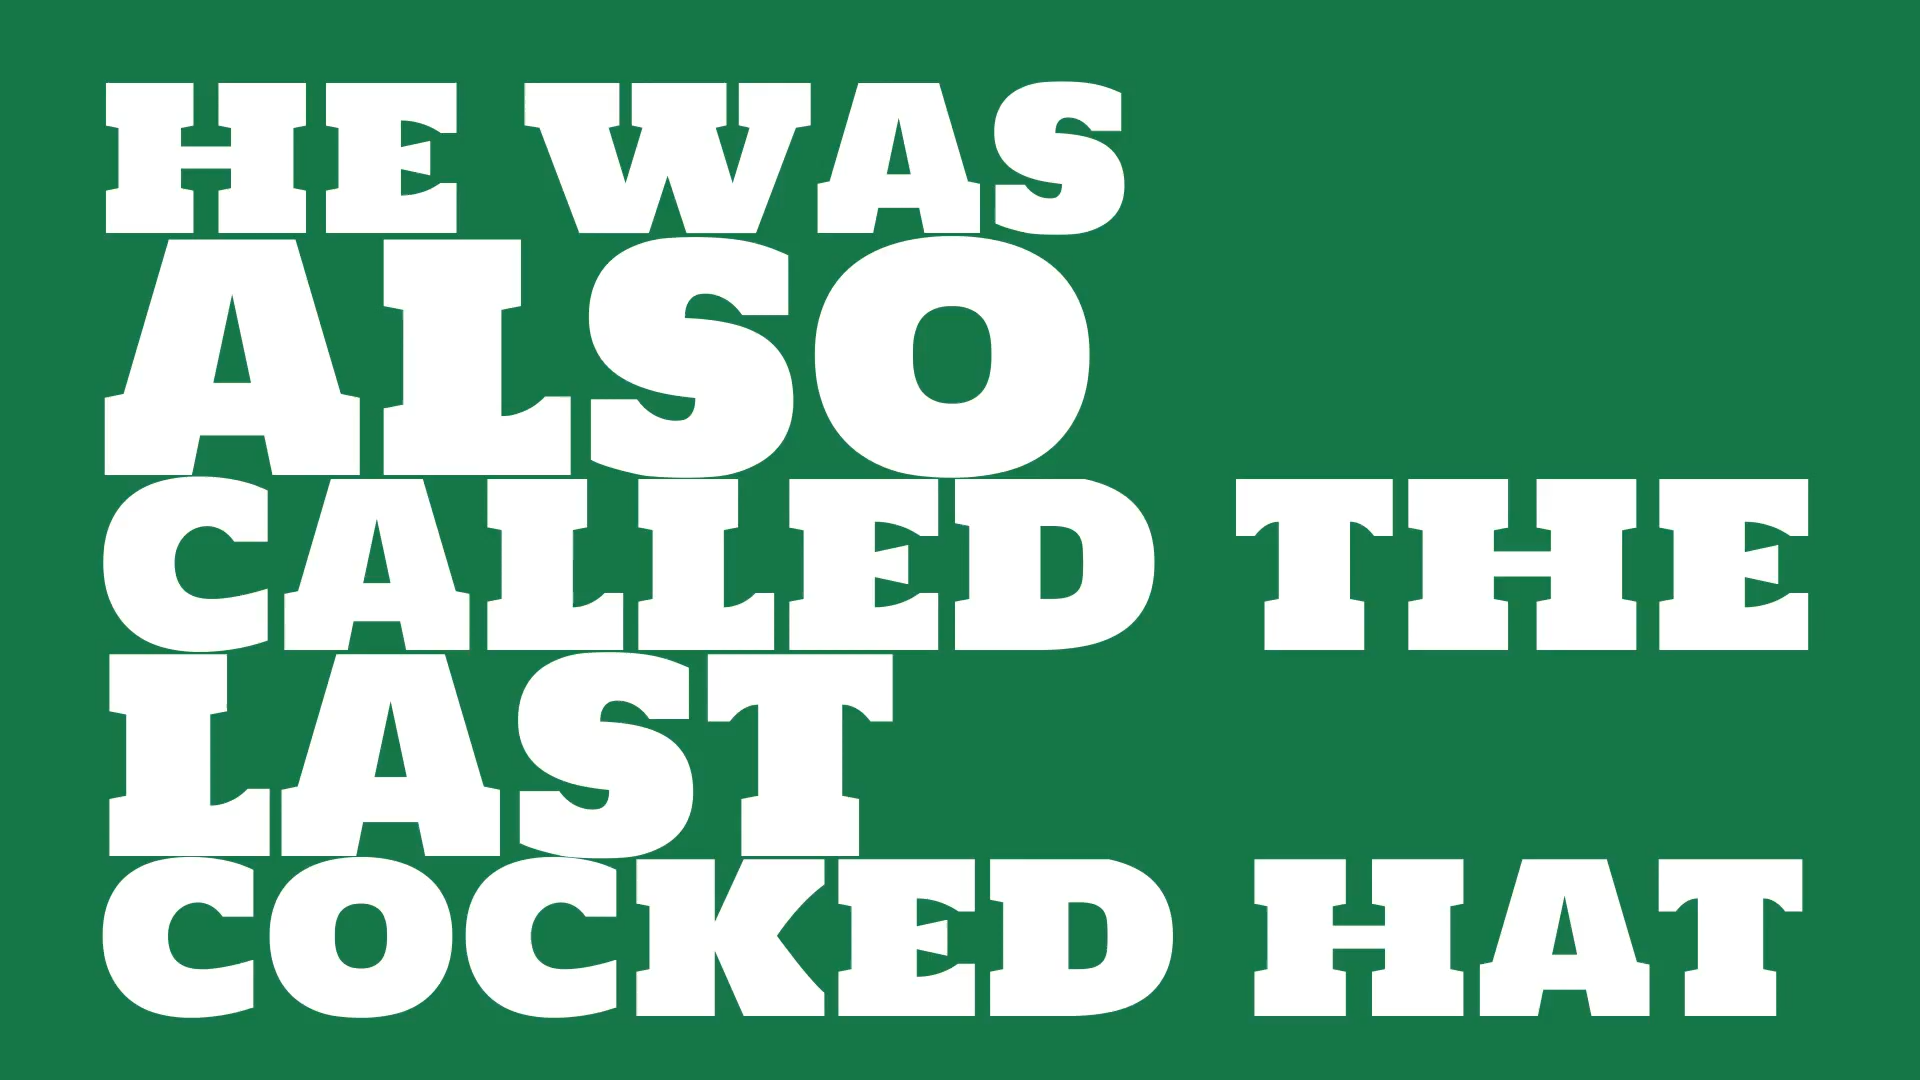 HE WAS
ALSO
CALLED THE
LAST
COCKED HAT